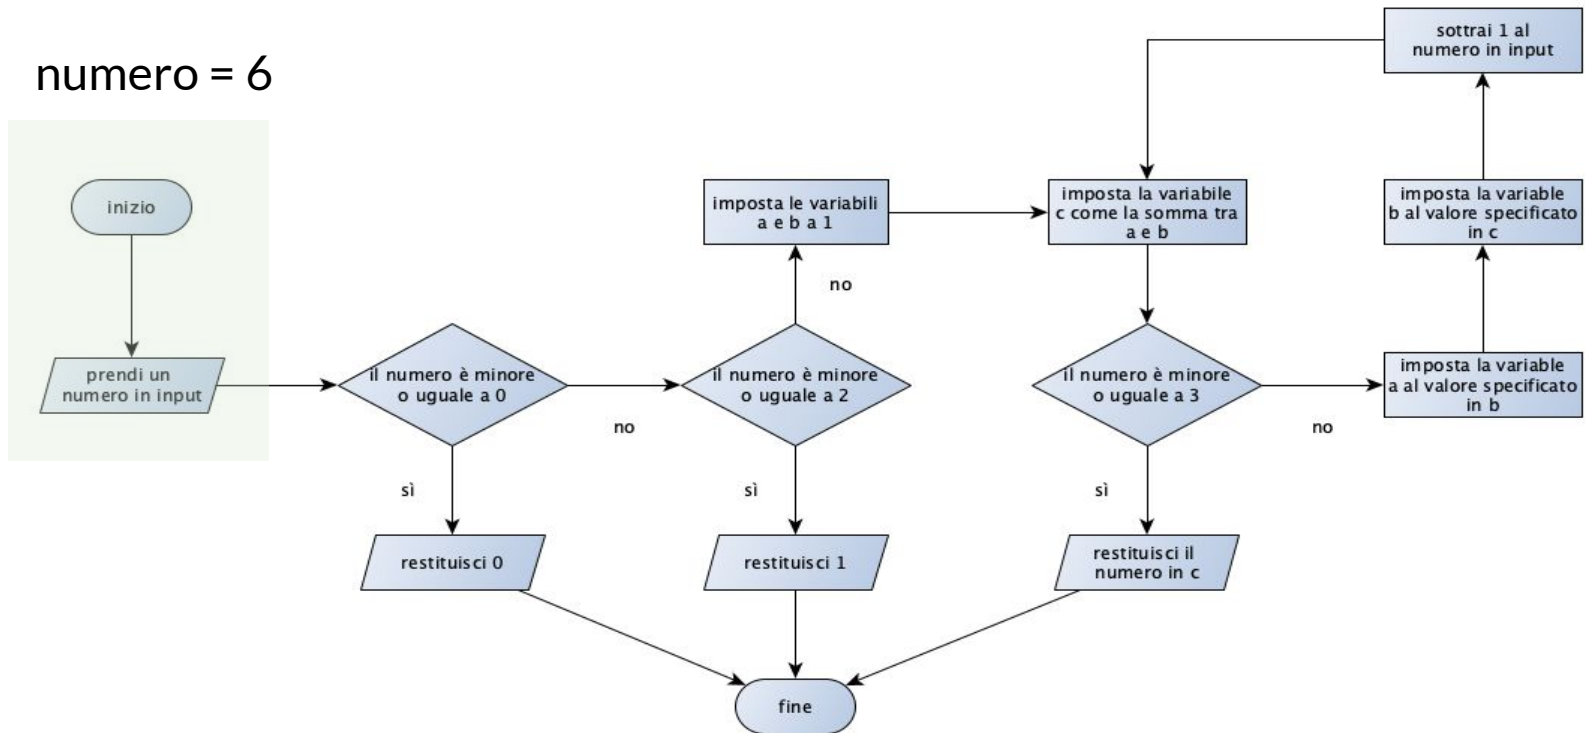 numero = 6
inizio
prendi un
numero in input
il numero è minore
o uguale a 0
no
sì
restituisci 0
il numero è minore
o uguale a 2
no
sì
restituisci 1
imposta le variabili
a e b a 1
imposta la variabile
c come la somma tra
a e b
il numero è minore
o uguale a 3
no
sì
restituisci il
numero in c
imposta la variable
a al valore specificato
in b
imposta la variable
b al valore specificato
in c
sottrai 1 al
numero in input
fine